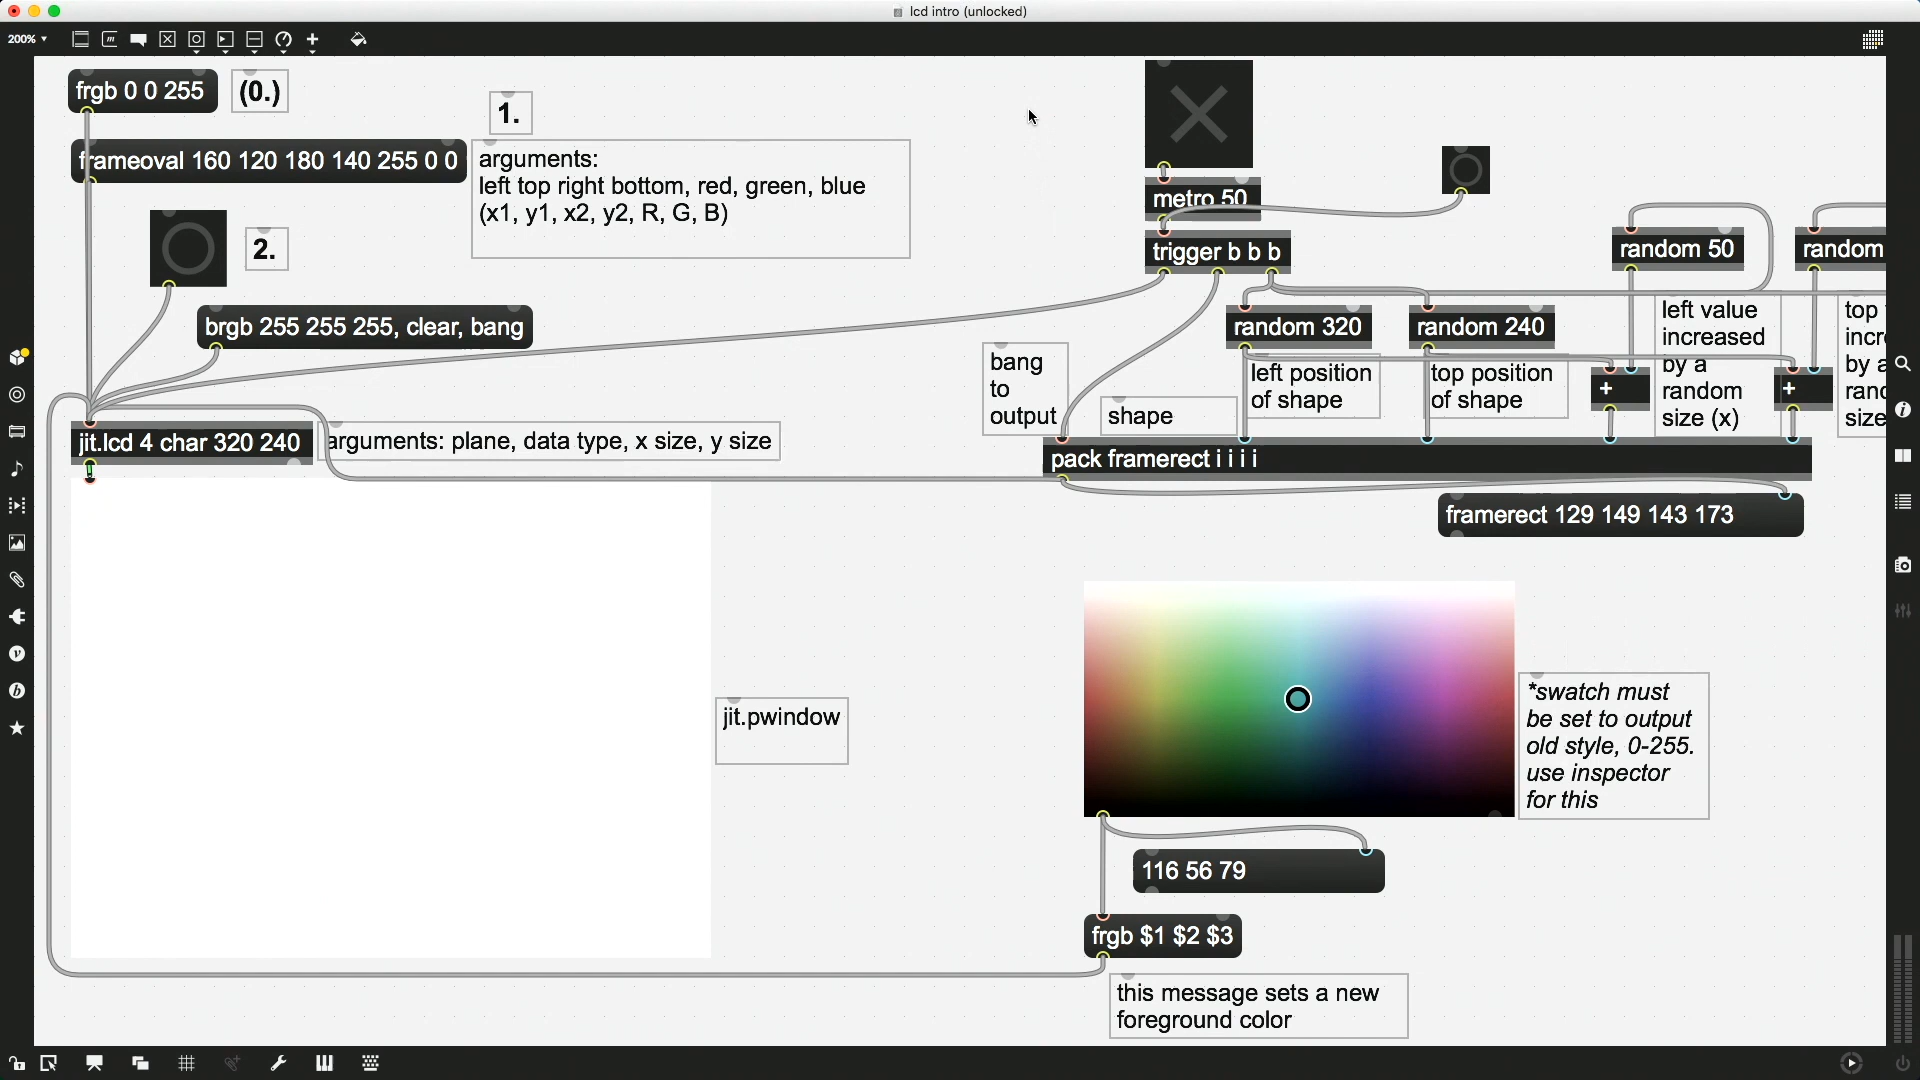 lcd intro (unlocked)
200%
frgb 0 0 255
(0.)
1.
frameoval 160 120 180 140 255 0 0
arguments:
left top right bottom, red, green, blue
(x1, y1, x2, y2, R, G, B)
2.
brgb 255 255 255, clear, bang
jit.lcd 4 char 320 240
arguments: plane, data type, x size, y size
jit.pwindow
metro 50
trigger b b b
random 50
random
random 320
random 240
bang
to
output
shape
left position
of shape
top position
of shape
left value
increased
by a
random
size (x)
top
incr
by a
rand
size
+
+
pack framerect i i i i
framerect 129 149 143 173
*swatch must
be set to output
old style, 0-255.
use inspector
for this
116 56 79
frgb $1 $2 $3
this message sets a new
foreground color